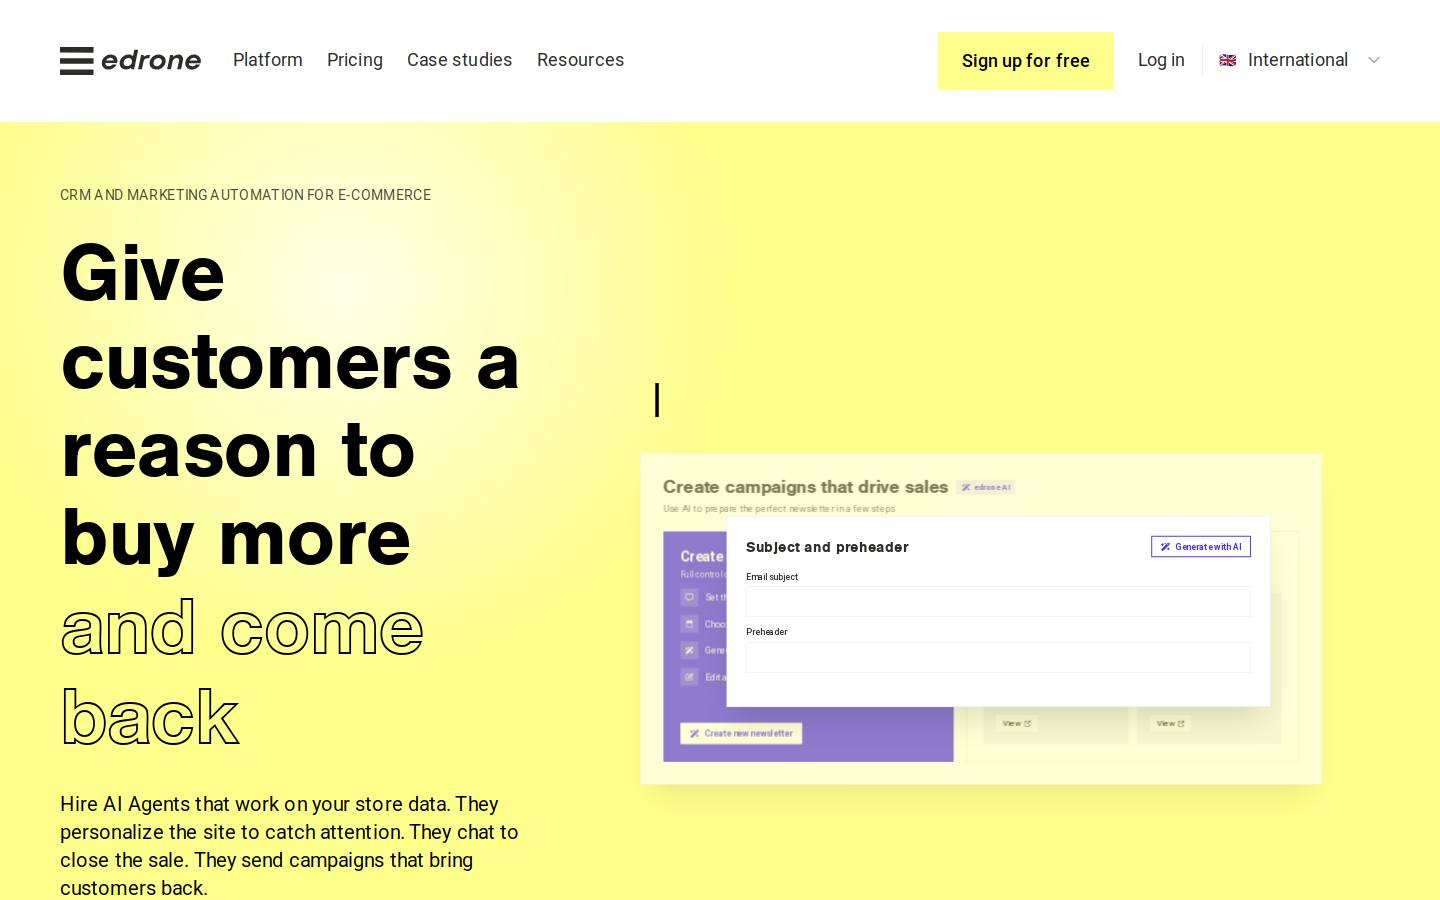 edrone
Platform
Pricing
Case studies
Resources
Sign up for free
Log in
International
CRM AND MARKETING AUTOMATION FOR E-COMMERCE
Give
customers a
reason to
buy more
and come
back
Hire AI Agents that work on your store data. They
personalize the site to catch attention. They chat to
close the sale. They send campaigns that bring
customers back.
Create campaigns that drive sales
edrone AI
Use AI to prepare the perfect newsletter in a few steps
Create
Full control
Subject and preheader
Generate with AI
Email subject
Preheader
View
View
Create new newsletter